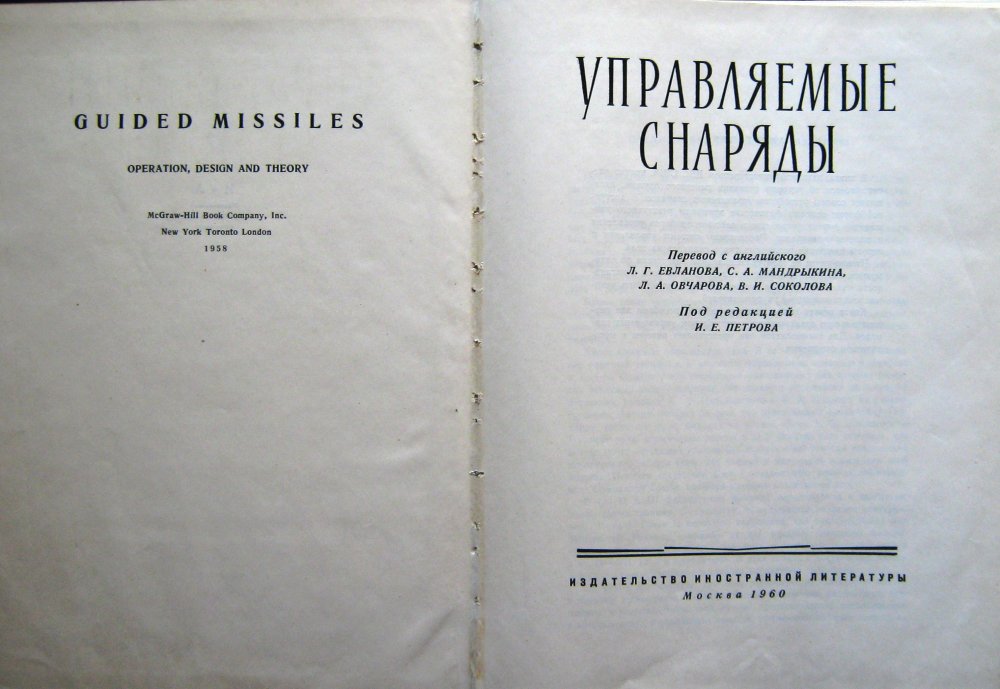 GUIDED MISSILES
OPERATION, DESIGN AND THEORY
McGraw-Hill Book Company, Inc.
New York Toronto London
1958
УПРАВЛЯЕМЫЕ
СНАРЯДЫ
Перевод с английского
Л. Г. ЕВЛАНОВА, С. А. МАНДРЫКИНА,
Л. А. ОВЧАРОВА, В. И. СОКОЛОВА
Под редакцией
И. Е. ПЕТРОВА
ИЗДАТЕЛЬСТВО ИНОСТРАННОЙ ЛИТЕРАТУРЫ
Москва 1960